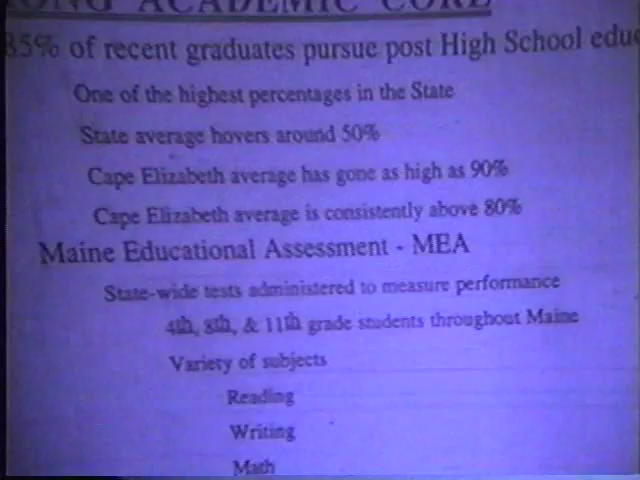 ACADEMIC CORE
85% of recent graduates pursue post High School educ
One of the highest percentages in the State
State average hovers around 50%
Cape Elizabeth average has gone as high as 90%
Cape Elizabeth average is consistently above 80%
Maine Educational Assessment - MEA
State-wide tests administered to measure performance
4th, 8th, & 11th grade students throughout Maine
Variety of subjects
Reading
Writing
Math